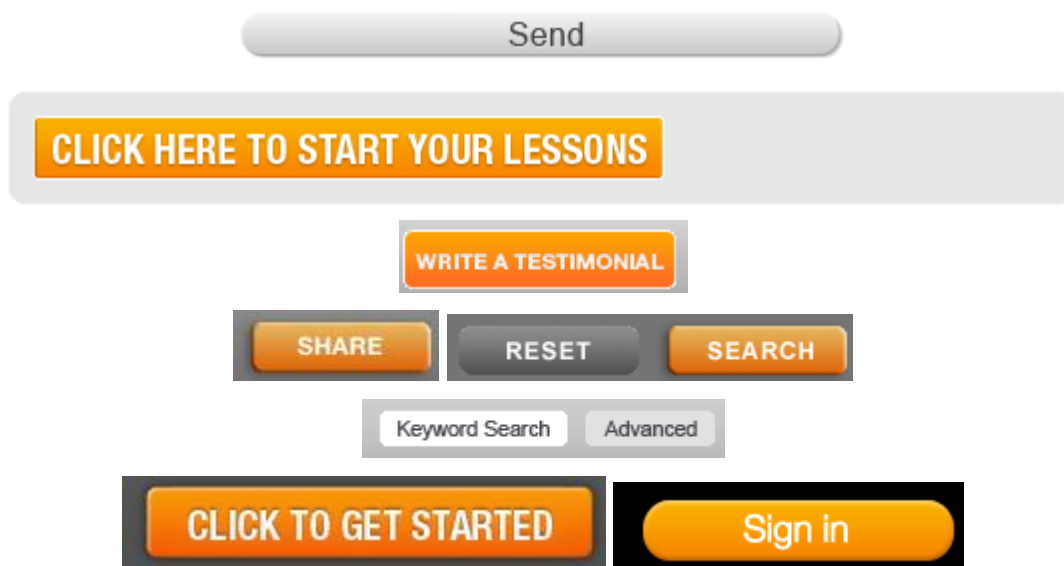 Send
CLICK HERE TO START YOUR LESSONS
WRITE A TESTIMONIAL
SHARE RESET SEARCH
Keyword Search Advanced
CLICK TO GET STARTED Sign in